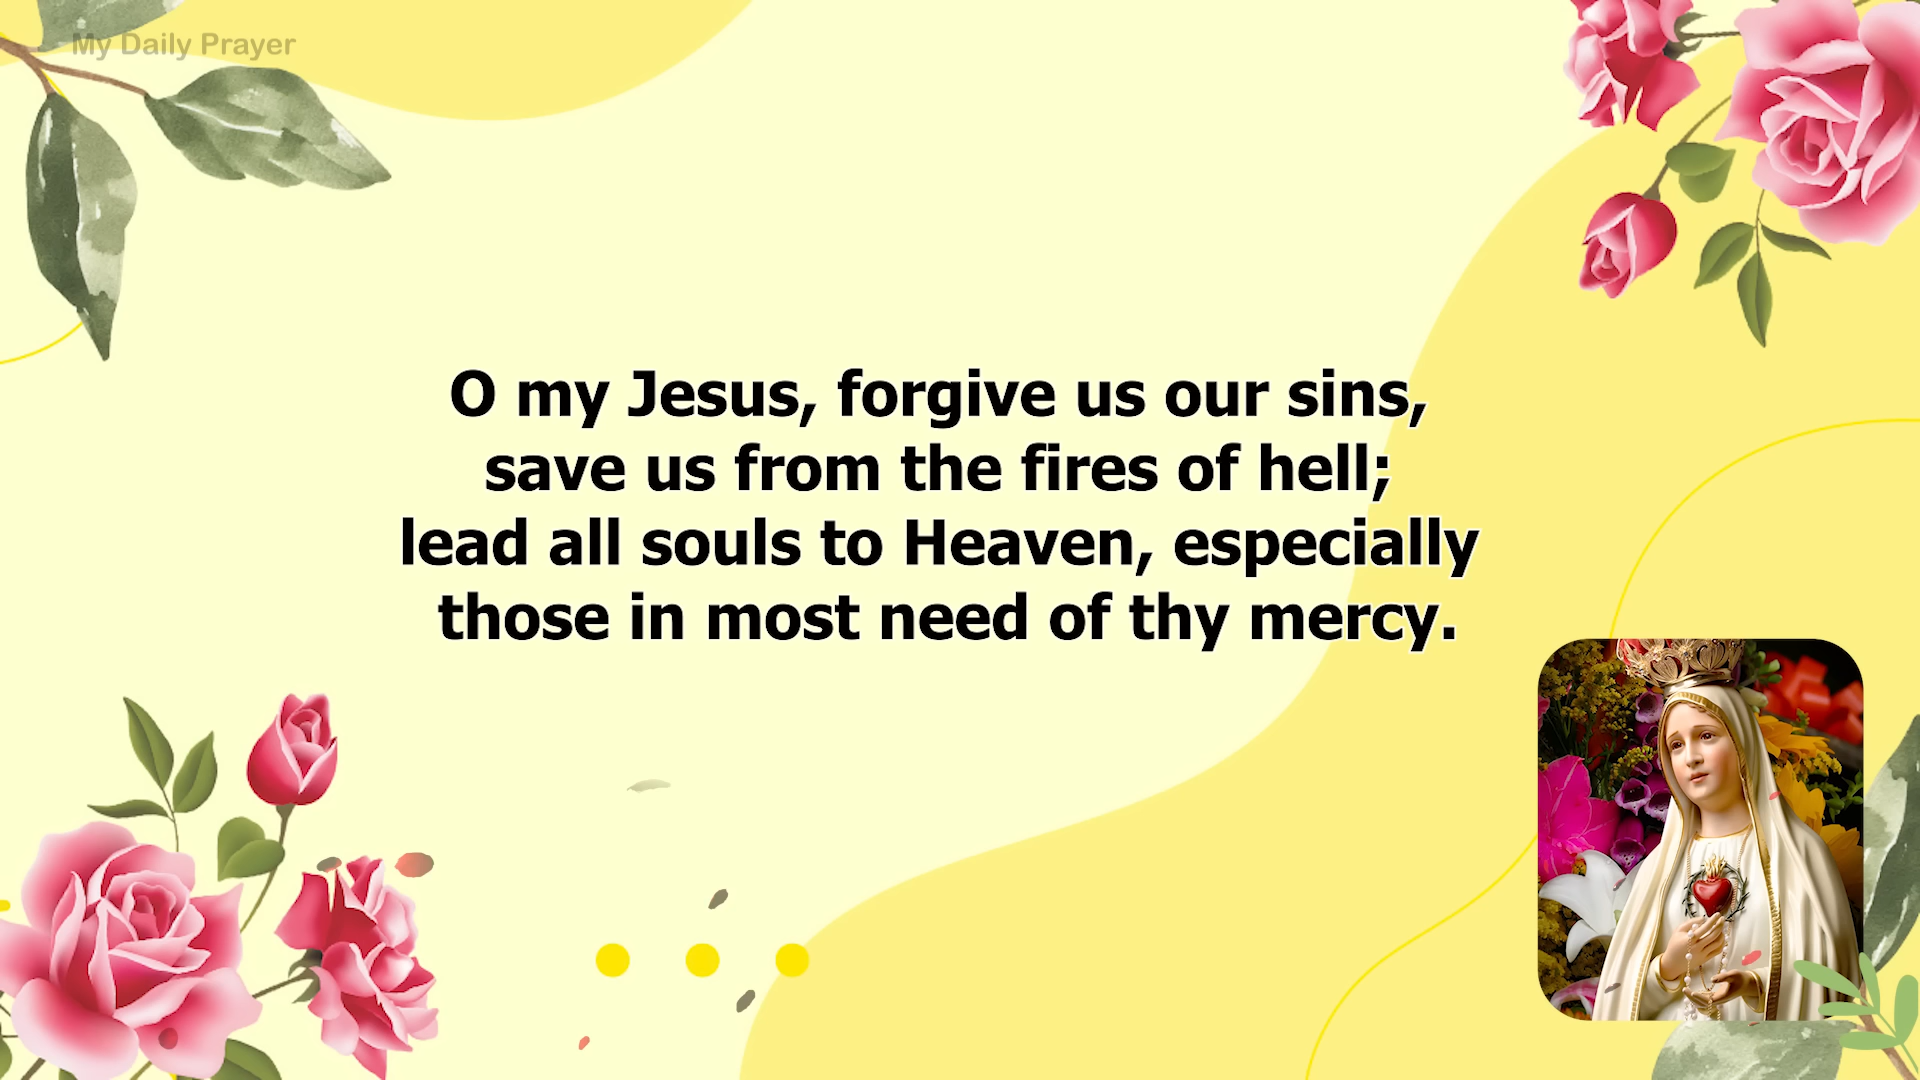 My Daily Prayer
O my Jesus, forgive us our sins,
save us from the fires of hell;
lead all souls to Heaven, especially
those in most need of thy mercy.